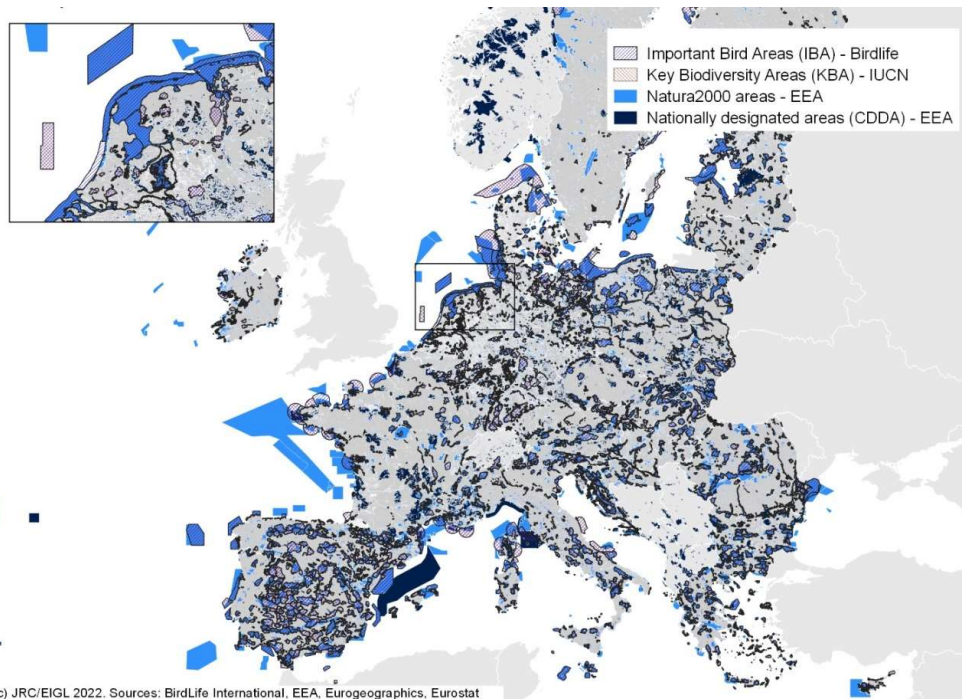 Important Bird Areas (IBA) - Birdlife
Key Biodiversity Areas (KBA) - IUCN
Natura2000 areas - EEA
Nationally designated areas (CDDA) - EEA
c) JRC/EIGL 2022. Sources: BirdLife International, EEA, Eurogeographics, Eurostat